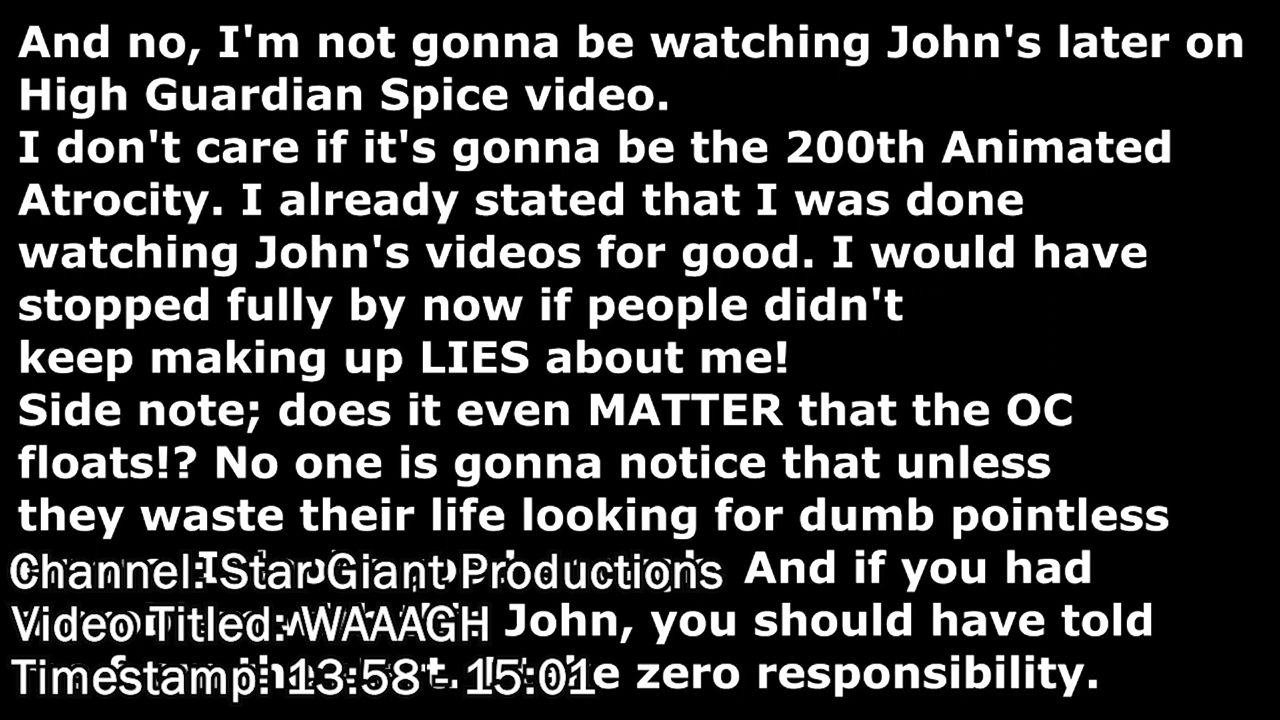 And no, I'm not gonna be watching John's later on
High Guardian Spice video.
I don't care if it's gonna be the 200th Animated
Atrocity. I already stated that I was done
watching John's videos for good. I would have
stopped fully by now if people didn't
keep making up LIES about me!
Side note; does it even MATTER that the OC
floats!? No one is gonna notice that unless
they waste their life looking for dumb pointless
And if you had
John, you should have told
zero responsibility.
Channel: StarGiant Productions
Video Titled: WAAAGH
Timestamp: 13:58 - 15:01